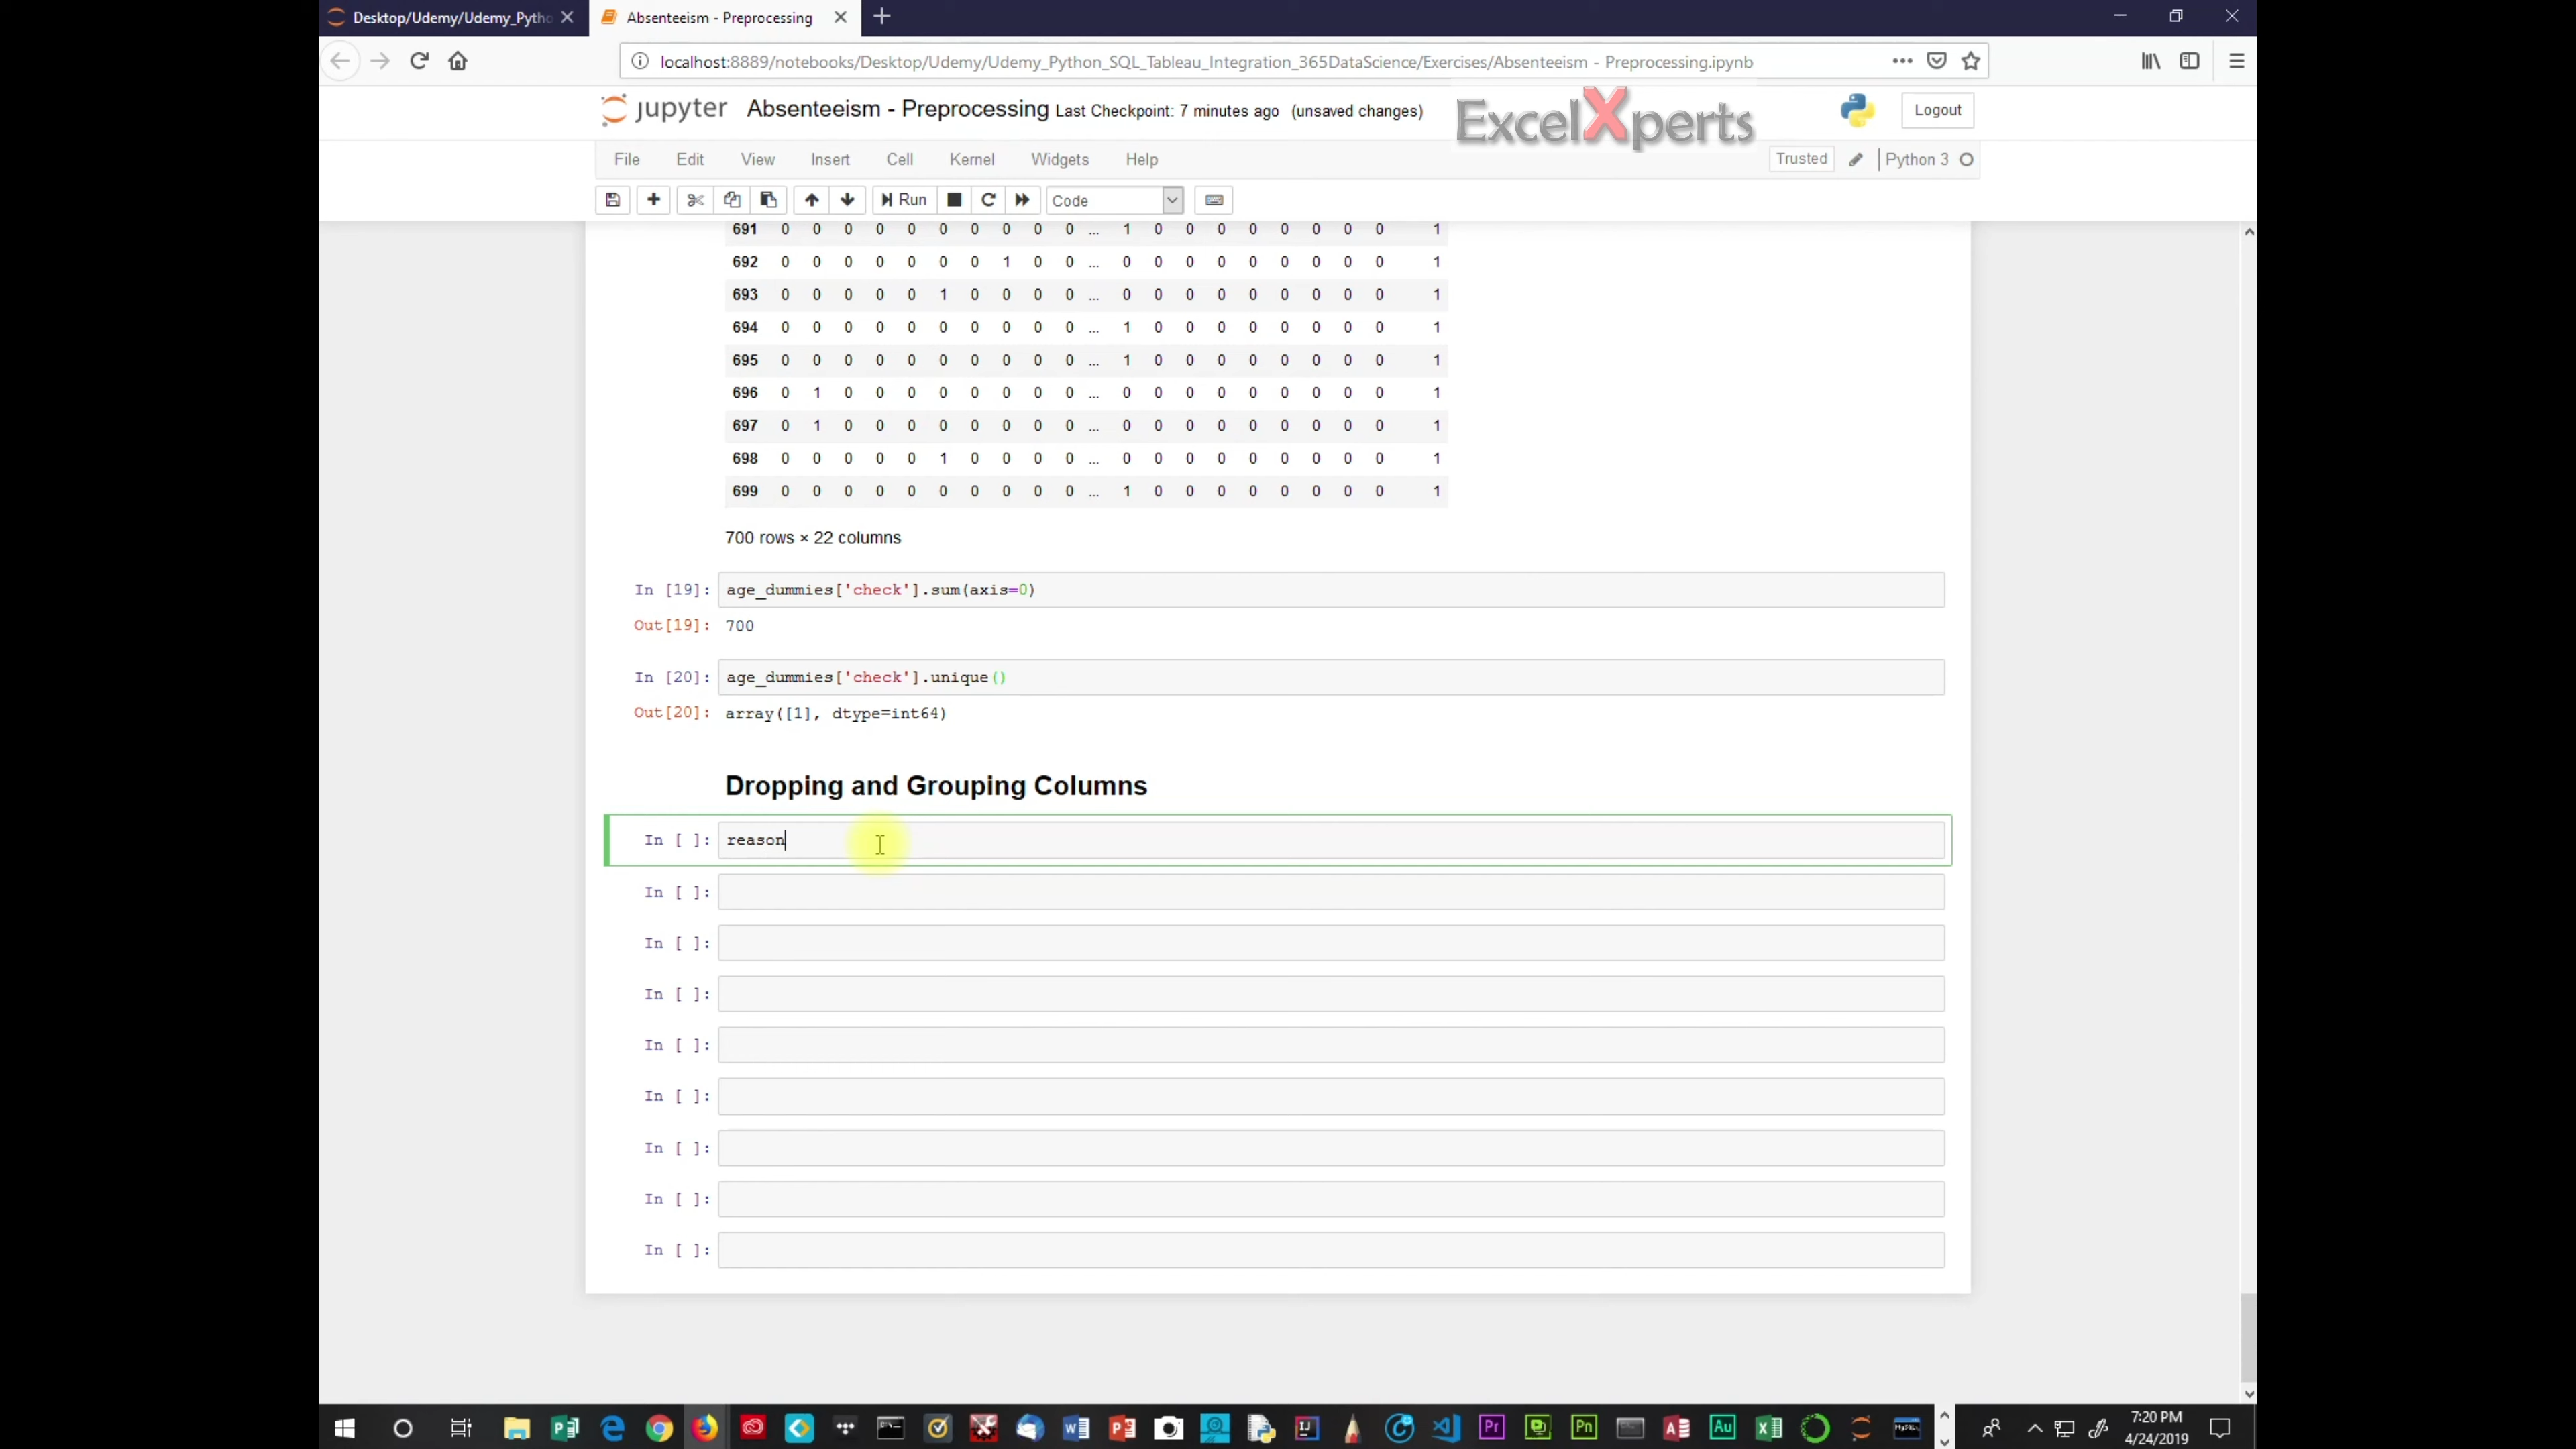 Desktop/Udemy/Udemy_Pytho
Absenteeism - Preprocessing
localhost:8889/notebooks/Desktop/Udemy/Udemy_Python_SQL_Tableau_Integration_365DataScience/Exercises/Absenteeism - Preprocessing.ipynb
jupyter Absenteeism - Preprocessing Last Checkpoint: 7 minutes ago (unsaved changes)
ExcelXperts
Logout
File Edit View Insert Cell Kernel Widgets Help
Trusted Python 3
Run Code
691 0 0 0 0 0 0 0 0 0 0 ... 1 0 0 0 0 0 0 0 0 1
692 0 0 0 0 0 0 0 1 0 0 ... 0 0 0 0 0 0 0 0 0 1
693 0 0 0 0 0 1 0 0 0 0 ... 0 0 0 0 0 0 0 0 0 1
694 0 0 0 0 0 0 0 0 0 0 ... 1 0 0 0 0 0 0 0 0 1
695 0 0 0 0 0 0 0 0 0 0 ... 1 0 0 0 0 0 0 0 0 1
696 0 1 0 0 0 0 0 0 0 0 ... 0 0 0 0 0 0 0 0 0 1
697 0 1 0 0 0 0 0 0 0 0 ... 0 0 0 0 0 0 0 0 0 1
698 0 0 0 0 0 1 0 0 0 0 ... 0 0 0 0 0 0 0 0 0 1
699 0 0 0 0 0 0 0 0 0 0 ... 1 0 0 0 0 0 0 0 0 1
700 rows × 22 columns
In [19]: age_dummies['check'].sum(axis=0)
Out[19]: 700
In [20]: age_dummies['check'].unique()
Out[20]: array([1], dtype=int64)
Dropping and Grouping Columns
In [ ]: reason
In [ ]:
In [ ]:
In [ ]:
In [ ]:
In [ ]:
In [ ]:
In [ ]:
In [ ]:
7:20 PM
4/24/2019